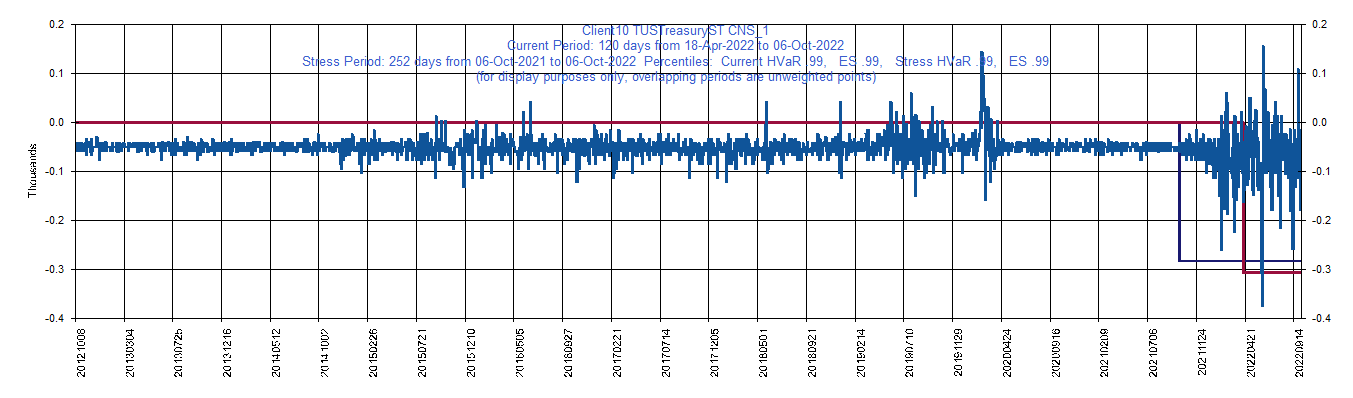 Client10 TUSTreasuryST CNS_1
Current Period: 120 days from 18-Apr-2022 to 06-Oct-2022
Stress Period: 252 days from 06-Oct-2021 to 06-Oct-2022 Percentiles: Current HVaR .99, ES .99, Stress HVaR .99, ES .99
(for display purposes only, overlapping periods are unweighted points)
0.2 0.2
0.1 0.1
0.0 0.0
-0.1 -0.1
-0.2 -0.2
-0.3 -0.3
-0.4 -0.4
Thousands
20121008 20130304 20130725 20131216 20140512 20141002 20150226 20150721 20151210 20160505 20160927 20170221 20170714 20171205 20180501 20180921 20190214 20190710 20191129 20200424 20200916 20210209 20210706 20211124 20220421 20220914